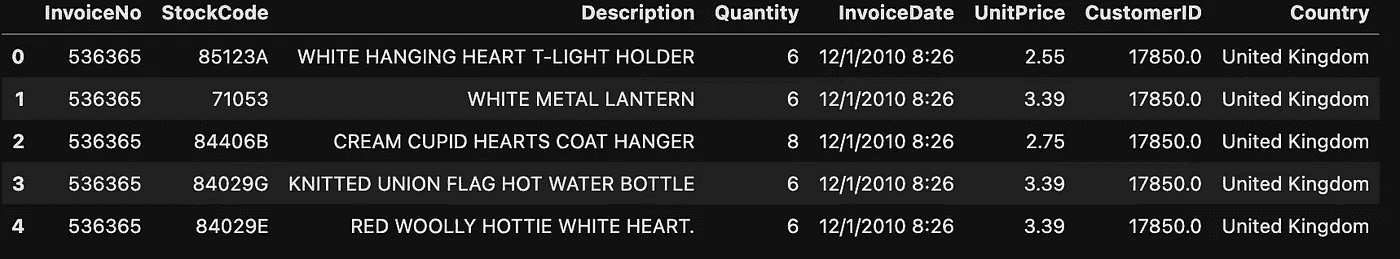 InvoiceNo StockCode Description Quantity InvoiceDate UnitPrice CustomerID Country
0 536365 85123A WHITE HANGING HEART T-LIGHT HOLDER 6 12/1/2010 8:26 2.55 17850.0 United Kingdom
1 536365 71053 WHITE METAL LANTERN 6 12/1/2010 8:26 3.39 17850.0 United Kingdom
2 536365 84406B CREAM CUPID HEARTS COAT HANGER 8 12/1/2010 8:26 2.75 17850.0 United Kingdom
3 536365 84029G KNITTED UNION FLAG HOT WATER BOTTLE 6 12/1/2010 8:26 3.39 17850.0 United Kingdom
4 536365 84029E RED WOOLLY HOTTIE WHITE HEART. 6 12/1/2010 8:26 3.39 17850.0 United Kingdom